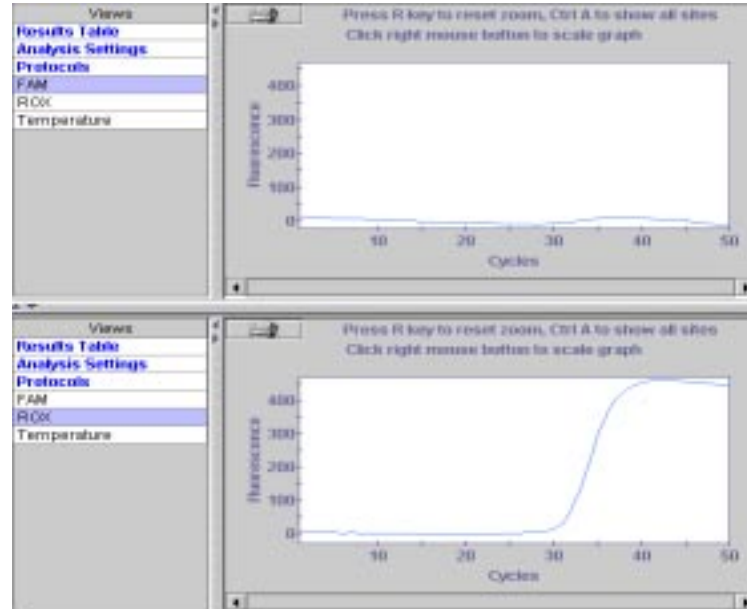 Views
Results Table
Analysis Settings
Protocols
FAM
ROX
Temperature
Press R key to reset zoom, Ctrl A to show all sites
Click right mouse button to scale graph
Fluorescence
400
300
200
100
0
10 20 30 40 50
Cycles
Views
Results Table
Analysis Settings
Protocols
FAM
ROX
Temperature
Press R key to reset zoom, Ctrl A to show all sites
Click right mouse button to scale graph
Fluorescence
400
300
200
100
0
10 20 30 40 50
Cycles